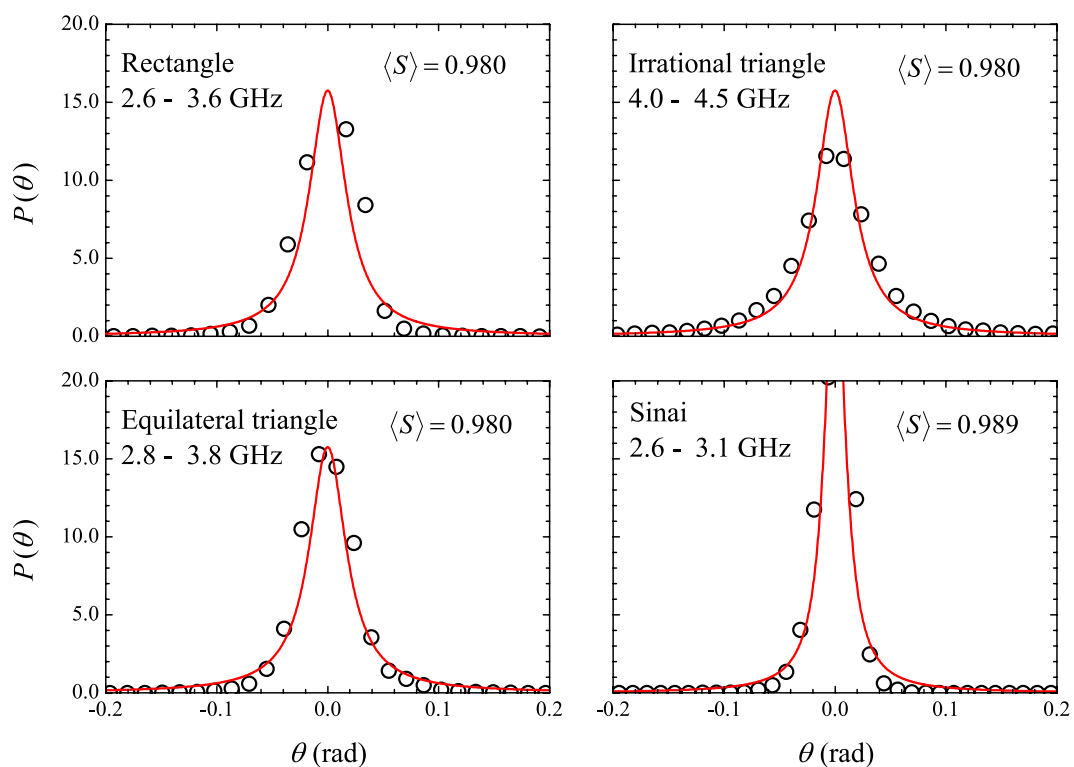 20.0
15.0
10.0
5.0
0.0
P(θ)
Rectangle
2.6 - 3.6 GHz
⟨S⟩ = 0.980
Irrational triangle
4.0 - 4.5 GHz
⟨S⟩ = 0.980
20.0
15.0
10.0
5.0
0.0
P(θ)
Equilateral triangle
2.8 - 3.8 GHz
⟨S⟩ = 0.980
Sinai
2.6 - 3.1 GHz
⟨S⟩ = 0.989
-0.2 -0.1 0.0 0.1 0.2
-0.2 -0.1 0.0 0.1 0.2
θ (rad)
θ (rad)